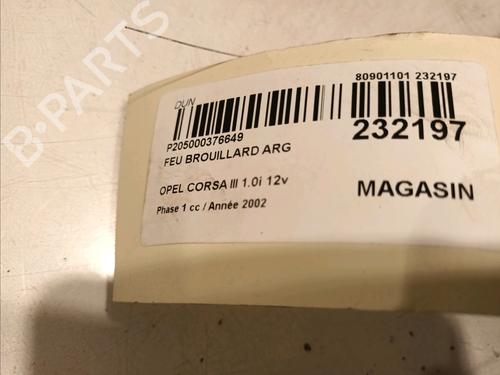 B-PARTS
DUN
80901101 232197
P205000376649
232197
FEU BROUILLARD ARG
OPEL CORSA III 1.0i 12v
MAGASIN
Phase 1 cc / Année 2002